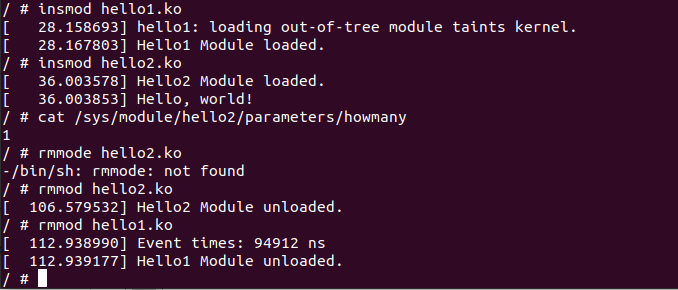 / # insmod hello1.ko
[   28.158693] hello1: loading out-of-tree module taints kernel.
[   28.167803] Hello1 Module loaded.
/ # insmod hello2.ko
[   36.003578] Hello2 Module loaded.
[   36.003853] Hello, world!
/ # cat /sys/module/hello2/parameters/howmany
1
/ # rmmode hello2.ko
-/bin/sh: rmmode: not found
/ # rmmod hello2.ko
[  106.579532] Hello2 Module unloaded.
/ # rmmod hello1.ko
[  112.938990] Event times: 94912 ns
[  112.939177] Hello1 Module unloaded.
/ #